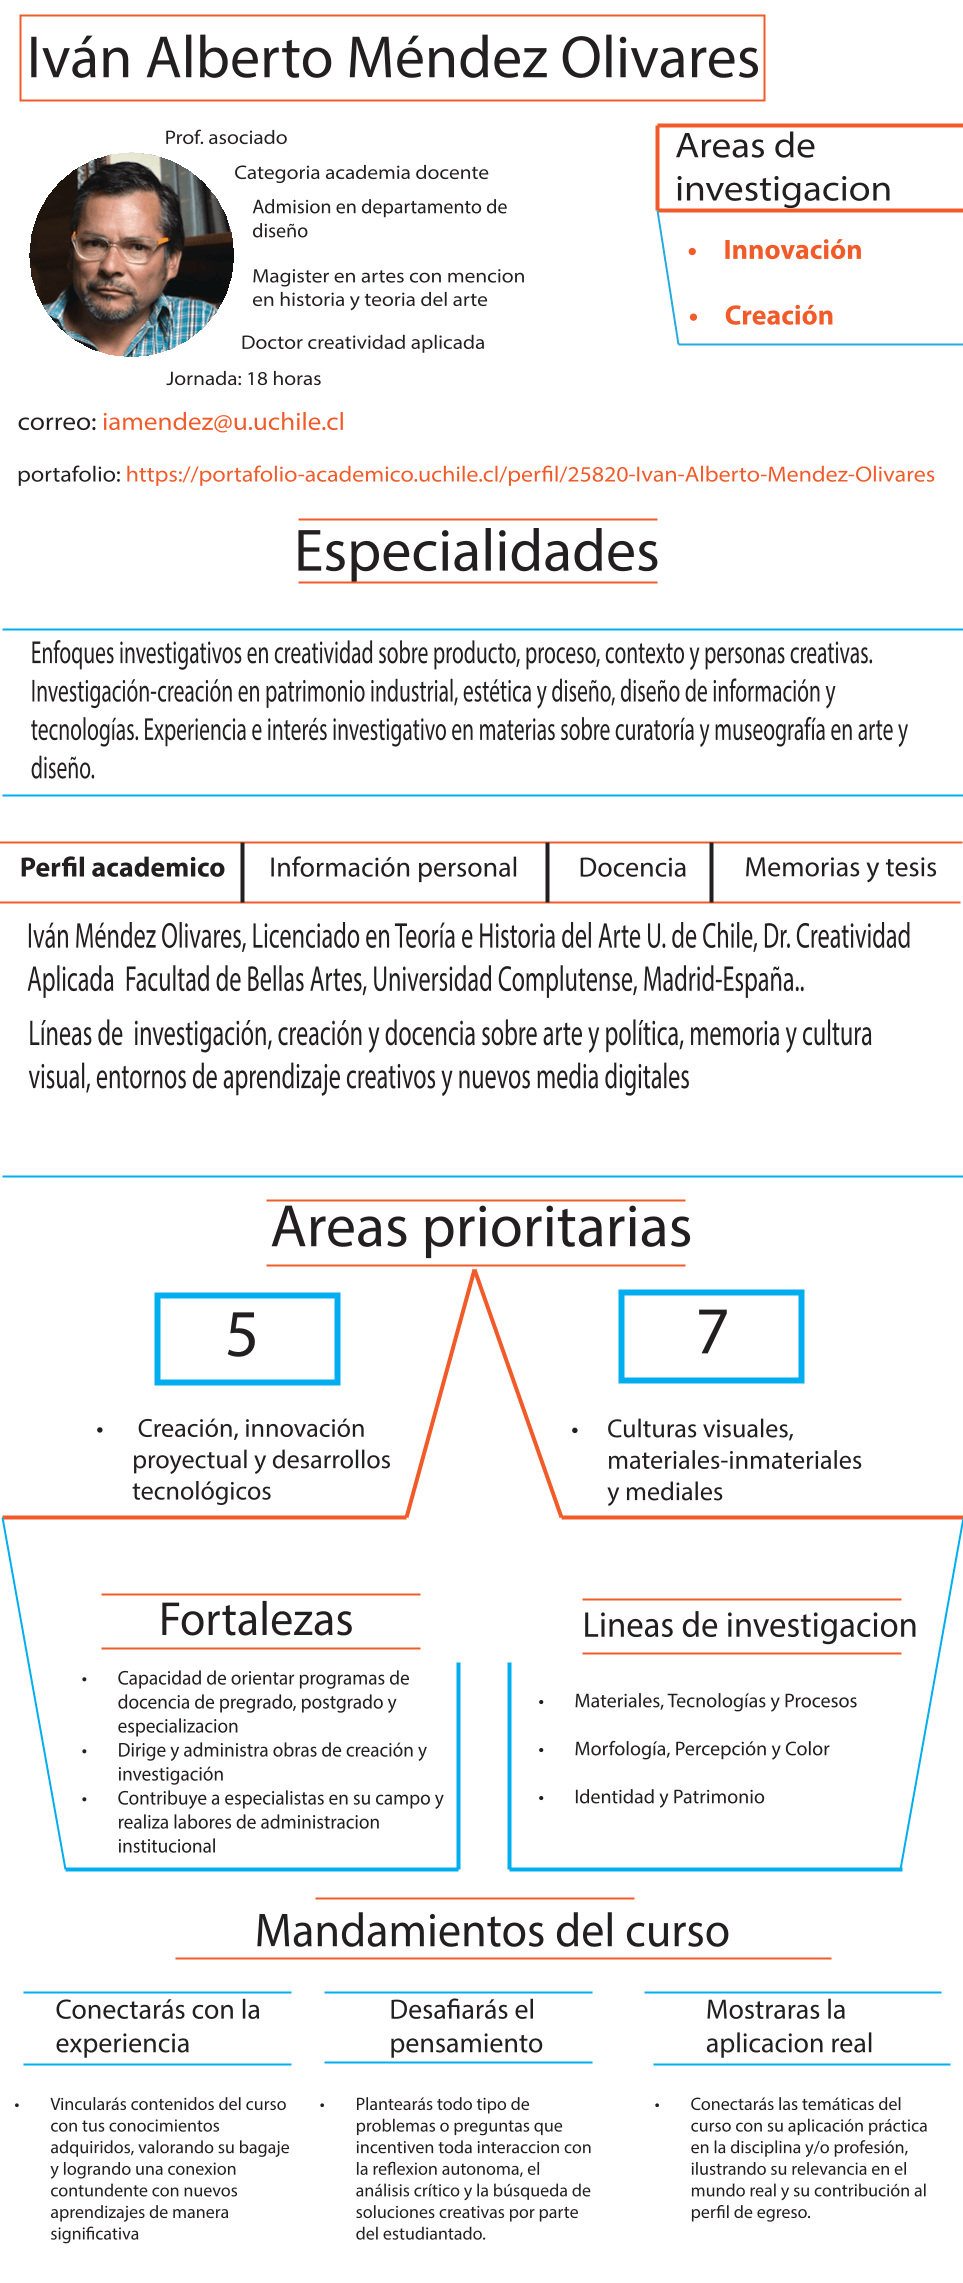 Iván Alberto Méndez Olivares
Prof. asociado
Categoria academia docente
Admision en departamento de
diseño
Magister en artes con mencion
en historia y teoria del arte
Doctor creatividad aplicada
Jornada: 18 horas
Areas de
investigacion
• Innovación
• Creación
correo: iamendez@u.uchile.cl
portafolio: https://portafolio-academico.uchile.cl/perfil/25820-Ivan-Alberto-Mendez-Olivares
Especialidades
Enfoques investigativos en creatividad sobre producto, proceso, contexto y personas creativas.
Investigación-creación en patrimonio industrial, estética y diseño, diseño de información y
tecnologías. Experiencia e interés investigativo en materias sobre curatoría y museografía en arte y
diseño.
Perfil academico
Información personal
Docencia
Memorias y tesis
Iván Méndez Olivares, Licenciado en Teoría e Historia del Arte U. de Chile, Dr. Creatividad
Aplicada Facultad de Bellas Artes, Universidad Complutense, Madrid-España..
Líneas de investigación, creación y docencia sobre arte y política, memoria y cultura
visual, entornos de aprendizaje creativos y nuevos media digitales
Areas prioritarias
5
• Creación, innovación
proyectual y desarrollos
tecnológicos
7
• Culturas visuales,
materiales-inmateriales
y mediales
Fortalezas
• Capacidad de orientar programas de
docencia de pregrado, postgrado y
especializacion
• Dirige y administra obras de creación y
investigación
• Contribuye a especialistas en su campo y
realiza labores de administracion
institucional
Lineas de investigacion
• Materiales, Tecnologías y Procesos
• Morfología, Percepción y Color
• Identidad y Patrimonio
Mandamientos del curso
Conectarás con la
experiencia
• Vincularás contenidos del curso
con tus conocimientos
adquiridos, valorando su bagaje
y logrando una conexion
contundente con nuevos
aprendizajes de manera
significativa
Desafiarás el
pensamiento
• Plantearás todo tipo de
problemas o preguntas que
incentiven toda interaccion con
la reflexion autonoma, el
análisis crítico y la búsqueda de
soluciones creativas por parte
del estudiantado.
Mostraras la
aplicacion real
• Conectarás las temáticas del
curso con su aplicación práctica
en la disciplina y/o profesión,
ilustrando su relevancia en el
mundo real y su contribución al
perfil de egreso.